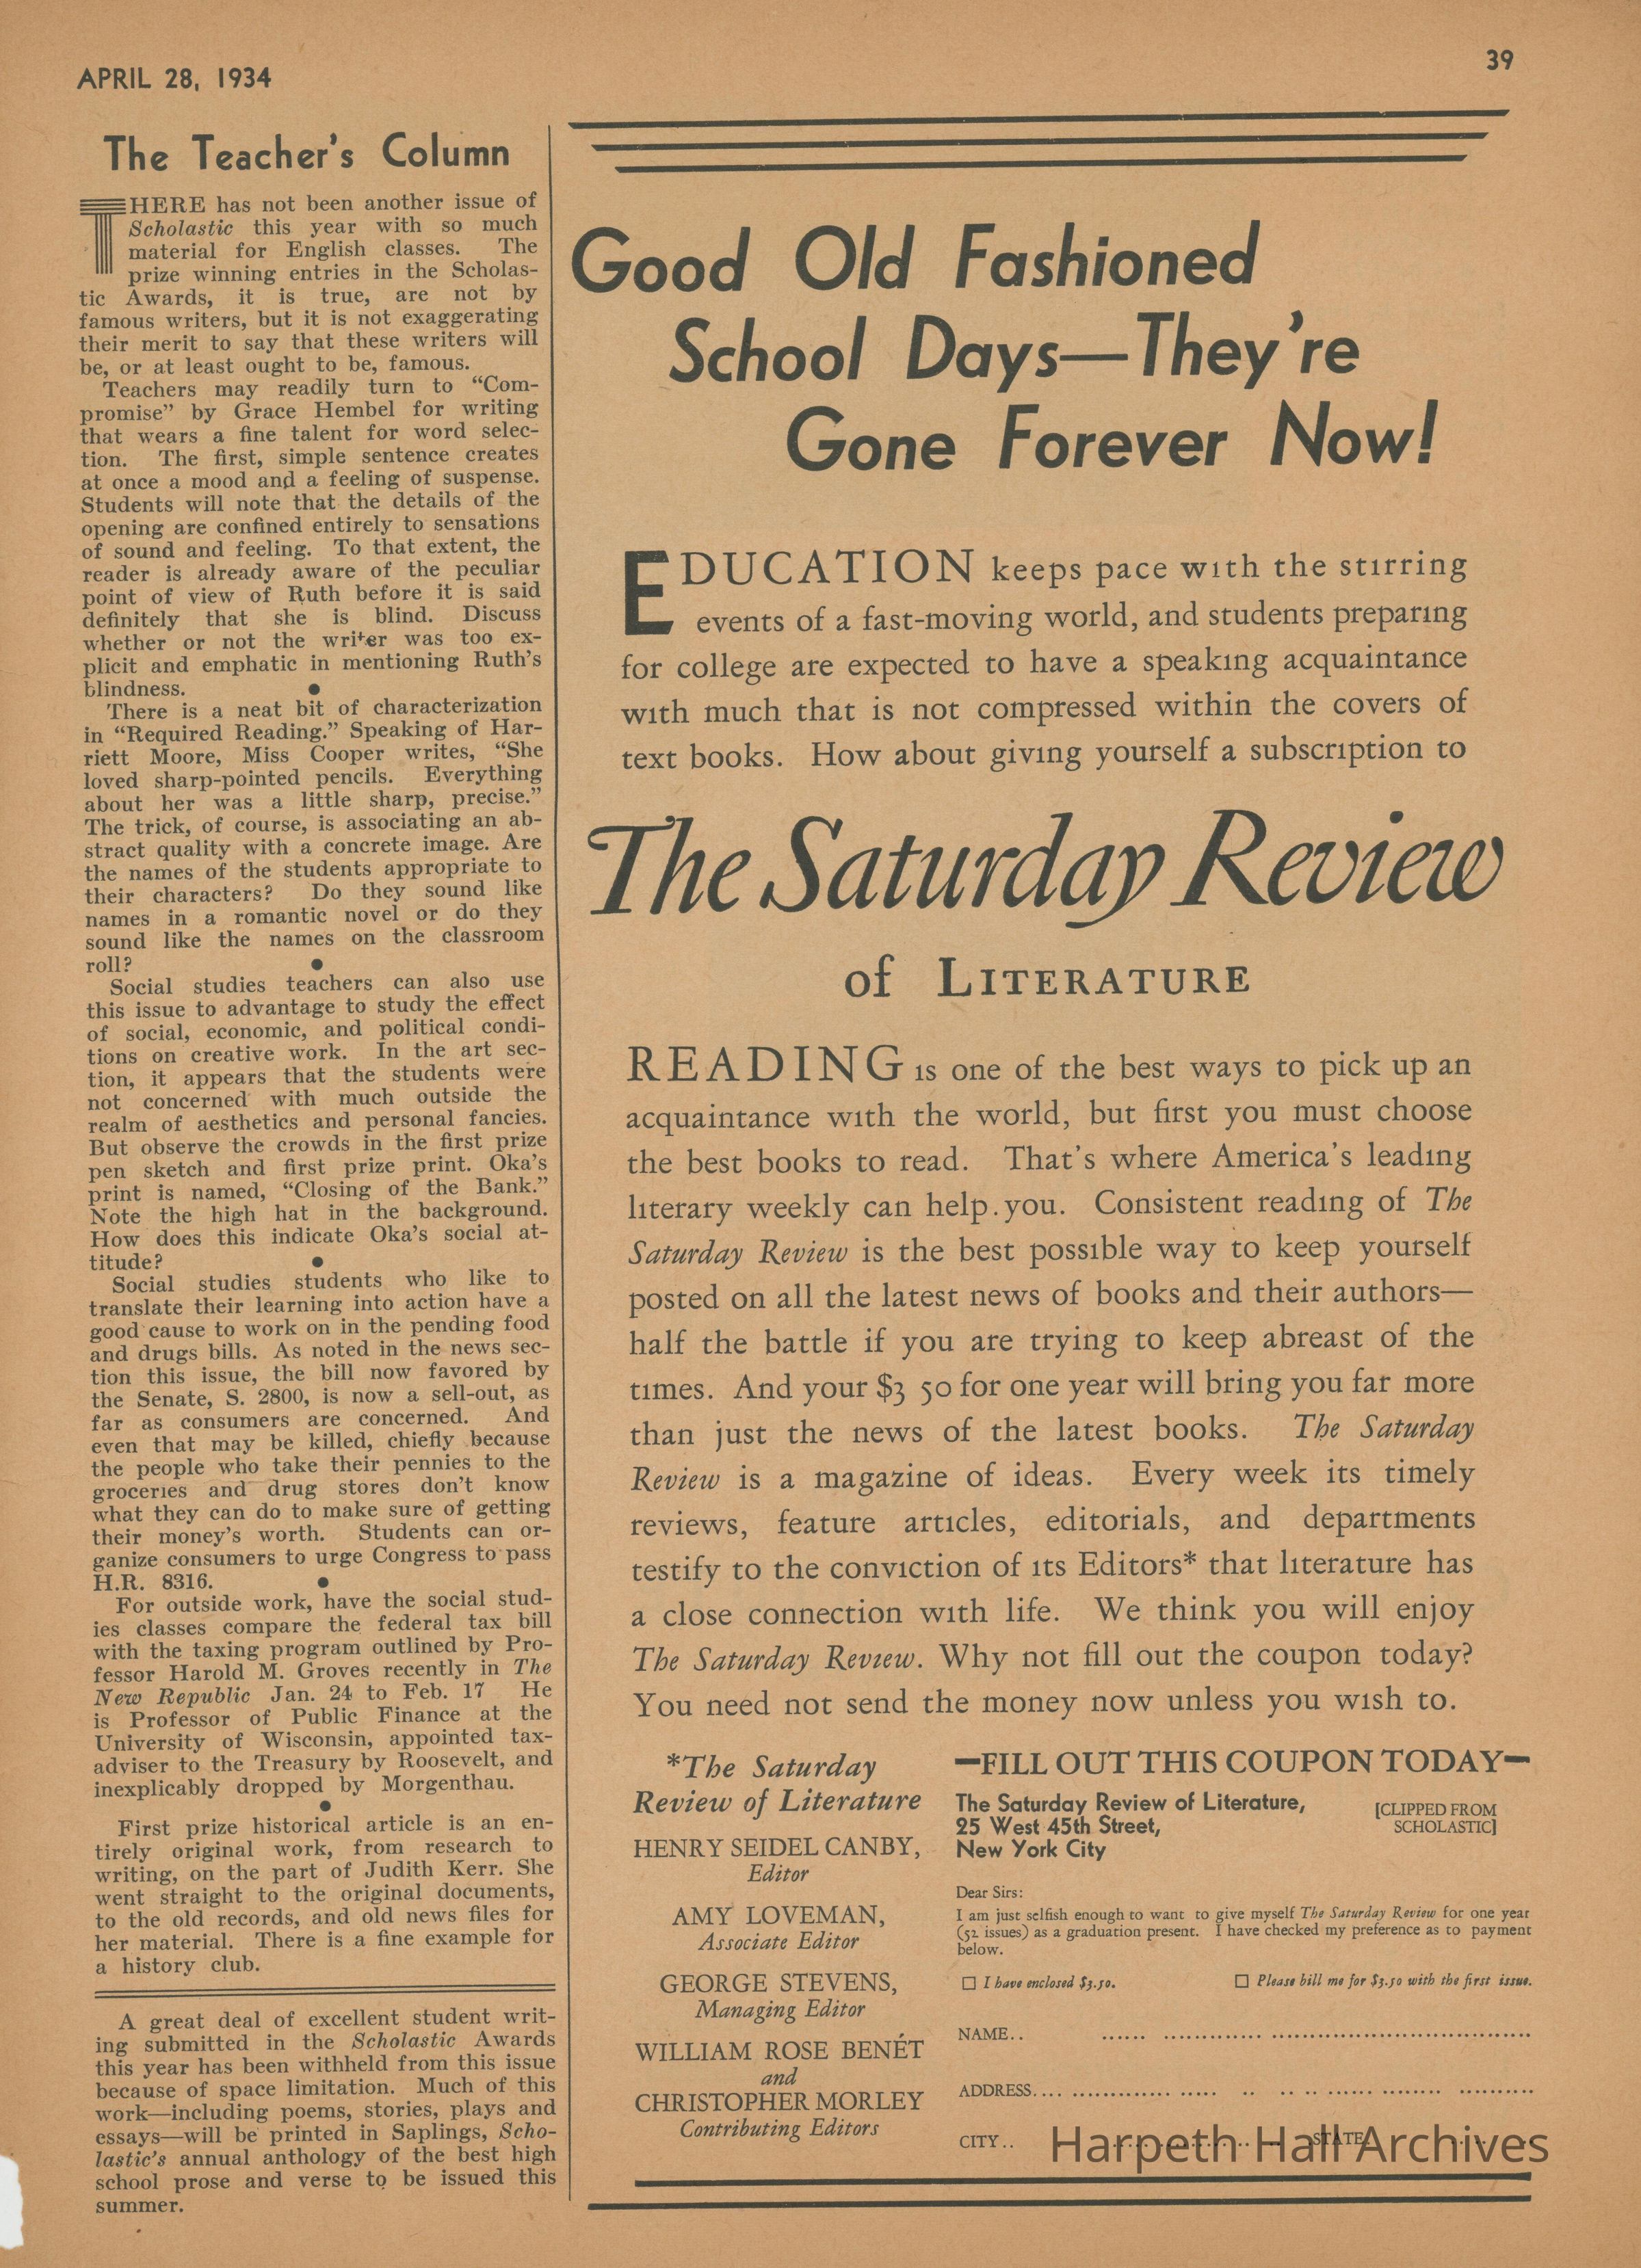 APRIL 28, 1934
39
The Teacher's Column
THERE has not been another issue of
Scholastic this year with so much
material for English classes. The
prize winning entries in the Scholas-
tic Awards, it is true, are not by
famous writers, but it is not exaggerating
their merit to say that these writers will
be, or at least ought to be, famous.
Teachers may readily turn to “Com-
promise” by Grace Hembel for writing
that wears a fine talent for word selec-
tion. The first, simple sentence creates
at once a mood and a feeling of suspense.
Students will note that the details of the
opening are confined entirely to sensations
of sound and feeling. To that extent, the
reader is already aware of the peculiar
point of view of Ruth before it is said
definitely that she is blind. Discuss
whether or not the writer was too ex-
plicit and emphatic in mentioning Ruth's
blindness.
There is a neat bit of characterization
in “Required Reading.” Speaking of Har-
riett Moore, Miss Cooper writes, “She
loved sharp-pointed pencils. Everything
about her was a little sharp, precise.”
The trick, of course, is associating an ab-
stract quality with a concrete image. Are
the names of the students appropriate to
their characters? Do they sound like
names in a romantic novel or do they
sound like the names on the classroom
roll?
Social studies teachers can also use
this issue to advantage to study the effect
of social, economic, and political condi-
tions on creative work. In the art sec-
tion, it appears that the students were
not concerned with much outside the
realm of aesthetics and personal fancies.
But observe the crowds in the first prize
pen sketch and first prize print. Oka's
print is named, “Closing of the Bank.”
Note the high hat in the background.
How does this indicate Oka's social at-
titude?
Social studies students who like to
translate their learning into action have a
good cause to work on in the pending food
and drugs bills. As noted in the news sec-
tion this issue, the bill now favored by
the Senate, S. 2800, is now a sell-out, as
far as consumers are concerned. And
even that may be killed, chiefly because
the people who take their pennies to the
groceries and drug stores don't know
what they can do to make sure of getting
their money's worth. Students can or-
ganize consumers to urge Congress to pass
H.R. 8316.
For outside work, have the social stud-
ies classes compare the federal tax bill
with the taxing program outlined by Pro-
fessor Harold M. Groves recently in The
New Republic Jan. 24 to Feb. 17 He
is Professor of Public Finance at the
University of Wisconsin, appointed tax-
adviser to the Treasury by Roosevelt, and
inexplicably dropped by Morgenthau.
First prize historical article is an en-
tirely original work, from research to
writing, on the part of Judith Kerr. She
went straight to the original documents,
to the old records, and old news files for
her material. There is a fine example for
a history club.
A great deal of excellent student writ-
ing submitted in the Scholastic Awards
this year has been withheld from this issue
because of space limitation. Much of this
work—including poems, stories, plays and
essays—will be printed in Saplings, Scho-
lastic's annual anthology of the best high
school prose and verse to be issued this
summer.
Good Old Fashioned
School Days—They're
Gone Forever Now!
EDUCATION keeps pace with the stirring
events of a fast-moving world, and students preparing
for college are expected to have a speaking acquaintance
with much that is not compressed within the covers of
text books. How about giving yourself a subscription to
The Saturday Review
of LITERATURE
READING is one of the best ways to pick up an
acquaintance with the world, but first you must choose
the best books to read. That's where America's leading
literary weekly can help.you. Consistent reading of The
Saturday Review is the best possible way to keep yourself
posted on all the latest news of books and their authors—
half the battle if you are trying to keep abreast of the
times. And your $3 50 for one year will bring you far more
than just the news of the latest books. The Saturday
Review is a magazine of ideas. Every week its timely
reviews, feature articles, editorials, and departments
testify to the conviction of its Editors* that literature has
a close connection with life. We think you will enjoy
The Saturday Review. Why not fill out the coupon today?
You need not send the money now unless you wish to.
*The Saturday
Review of Literature
HENRY SEIDEL CANBY,
Editor
AMY LOVEMAN,
Associate Editor
GEORGE STEVENS,
Managing Editor
WILLIAM ROSE BENÉT
and
CHRISTOPHER MORLEY
Contributing Editors
—FILL OUT THIS COUPON TODAY—
The Saturday Review of Literature,
25 West 45th Street,
New York City
[CLIPPED FROM
SCHOLASTIC]
Dear Sirs:
I am just selfish enough to want to give myself The Saturday Review for one year
(52 issues) as a graduation present. I have checked my preference as to payment
below.
☐ I have enclosed $3.50. ☐ Please bill me for $3.50 with the first issue.
NAME
ADDRESS
CITY STATE
Harpeth Hall Archives